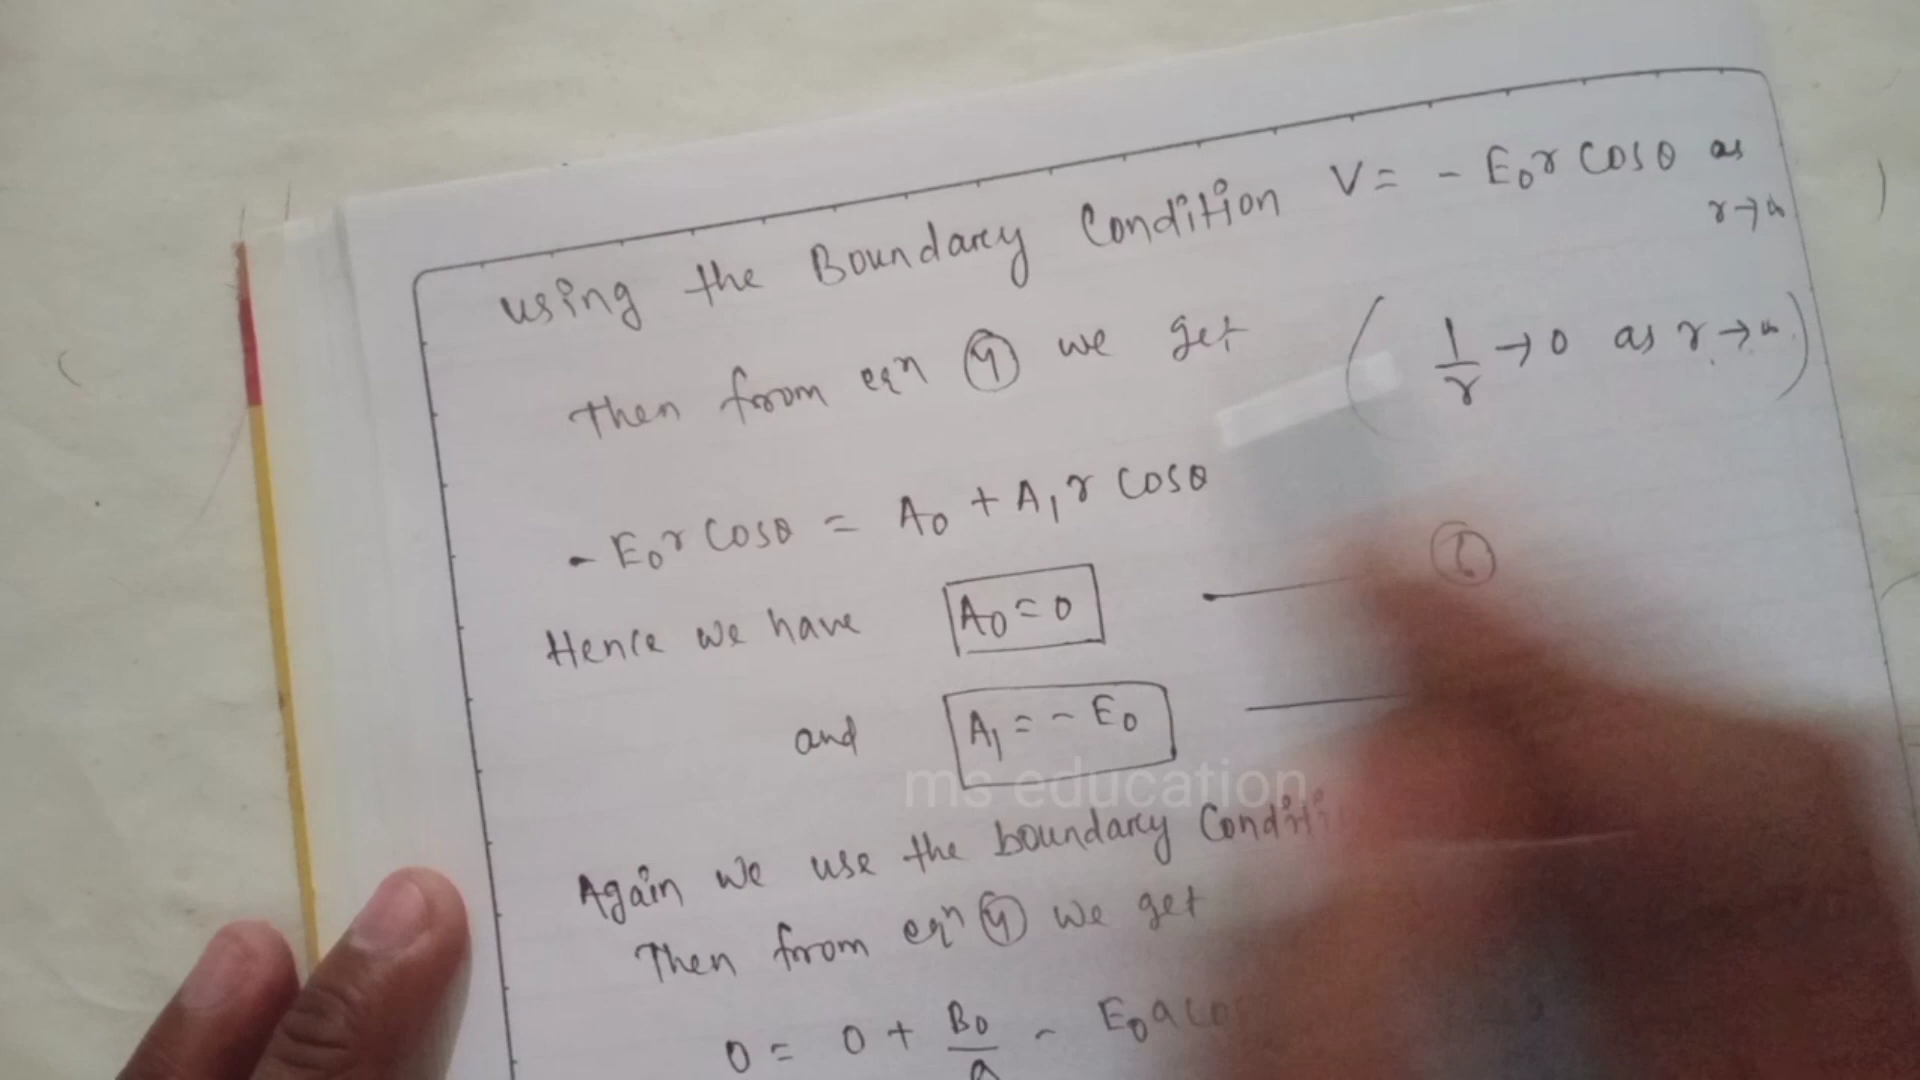 using the Boundary Condition V = - E₀r cosθ as
r→∞
Then from eqⁿ ④ we get ( 1/r → 0 as r→∞ )
- E₀r cosθ = A₀ + A₁r cosθ
Hence we have A₀ = 0
and A₁ = - E₀
ms education
Again we use the boundary
Then from eqⁿ ④ we get
0 = 0 + B₀/a - E₀a